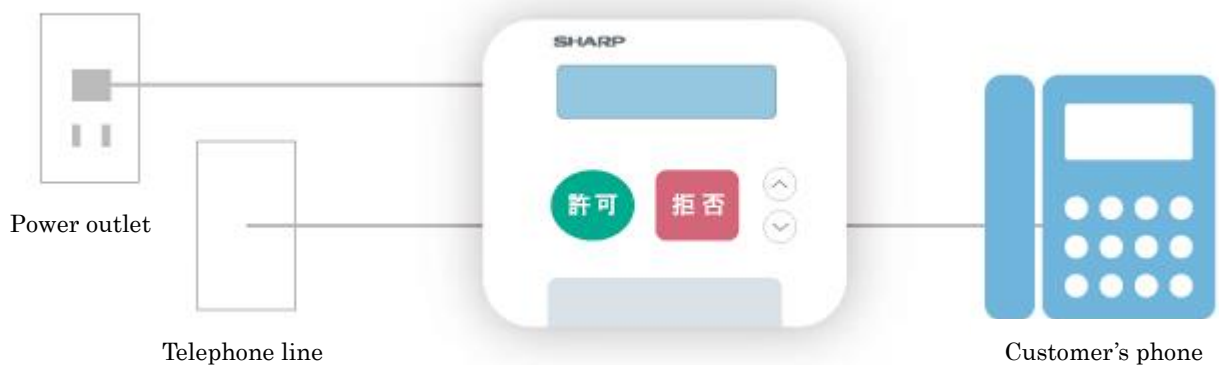 SHARP
許可
拒否
Power outlet
Telephone line
Customer's phone